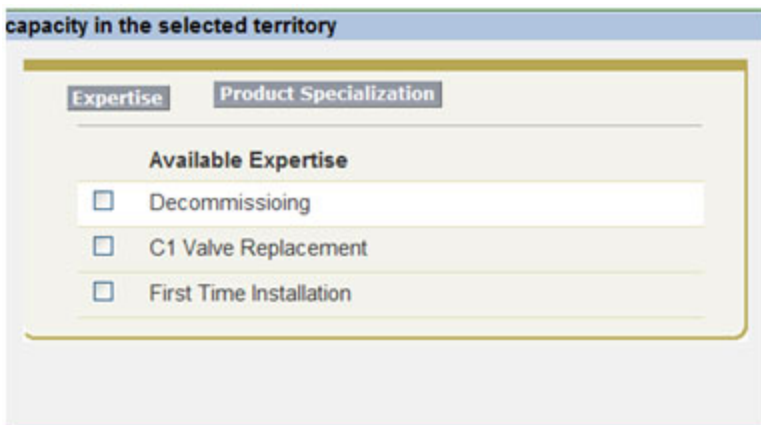 capacity in the selected territory
Expertise Product Specialization
Available Expertise
Decommissioing
C1 Valve Replacement
First Time Installation